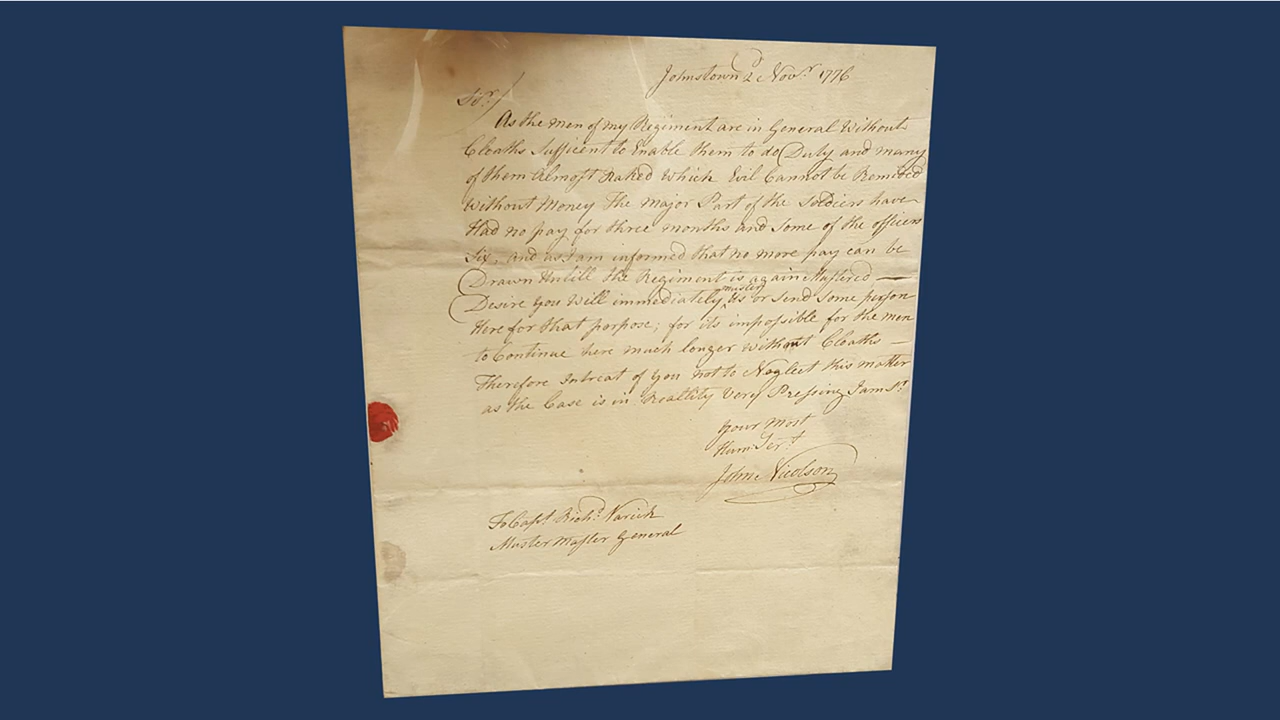 Johnstown 2d Novr. 1776
Sir/
As the men of my Regiment are in General Without
Cloaths Sufficent to Enable them to do Duty and many
of them Almost Naked Which Evil Cannot be Remided
Without Money The Major Part of the Soldiers have
Had no pay for three months and some of the officers
Six, and as I am informed that no more pay can be
Drawn Untill the Regiment is again Mustered —
Desire you Will immediately muster us or send some person
Here for that porpose; for its impossible for the men
to Continue here much longer without Cloaths —
Therefore Intreat of you not to Neglect this matter
as the Case is in Reallity Very Pressing I am Sr.
Your Most
Hum: Sert
John Nicolson
To Capt Richd. Varick
Muster Master General